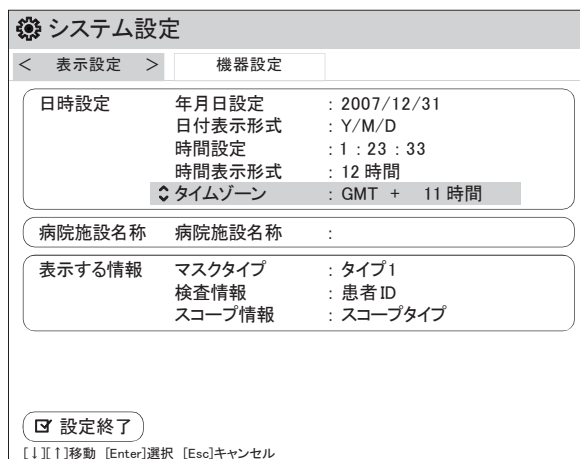 システム設定
< 表示設定 > 機器設定
日時設定 年月日設定 : 2007/12/31
日付表示形式 : Y/M/D
時間設定 : 1 : 23 : 33
時間表示形式 : 12 時間
タイムゾーン : GMT + 11 時間
病院施設名称 病院施設名称 :
表示する情報 マスクタイプ : タイプ1
検査情報 : 患者ID
スコープ情報 : スコープタイプ
設定終了
[↓][↑]移動 [Enter]選択 [Esc]キャンセル